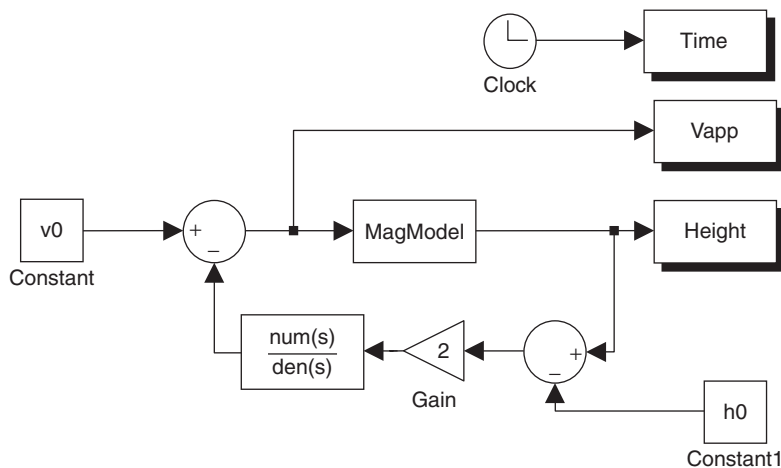 Time
Clock
Vapp
v0
+
−
MagModel
Height
Constant
num(s)
den(s)
2
+
−
Gain
h0
Constant1